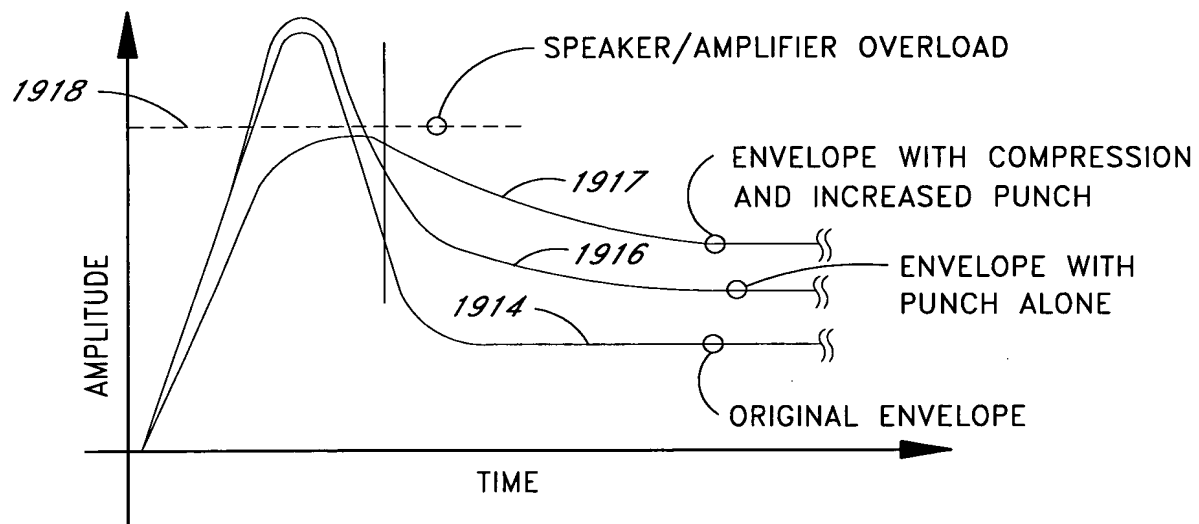 SPEAKER/AMPLIFIER OVERLOAD
1918
ENVELOPE WITH COMPRESSION
AND INCREASED PUNCH
1917
1916
ENVELOPE WITH
PUNCH ALONE
1914
AMPLITUDE
ORIGINAL ENVELOPE
TIME